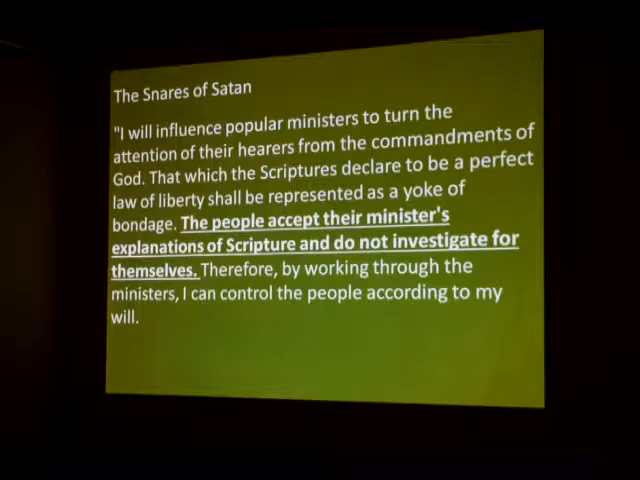 The Snares of Satan
"I will influence popular ministers to turn the
attention of their hearers from the commandments of
God. That which the Scriptures declare to be a perfect
law of liberty shall be represented as a yoke of
bondage. The people accept their minister's
explanations of Scripture and do not investigate for
themselves. Therefore, by working through the
ministers, I can control the people according to my
will.